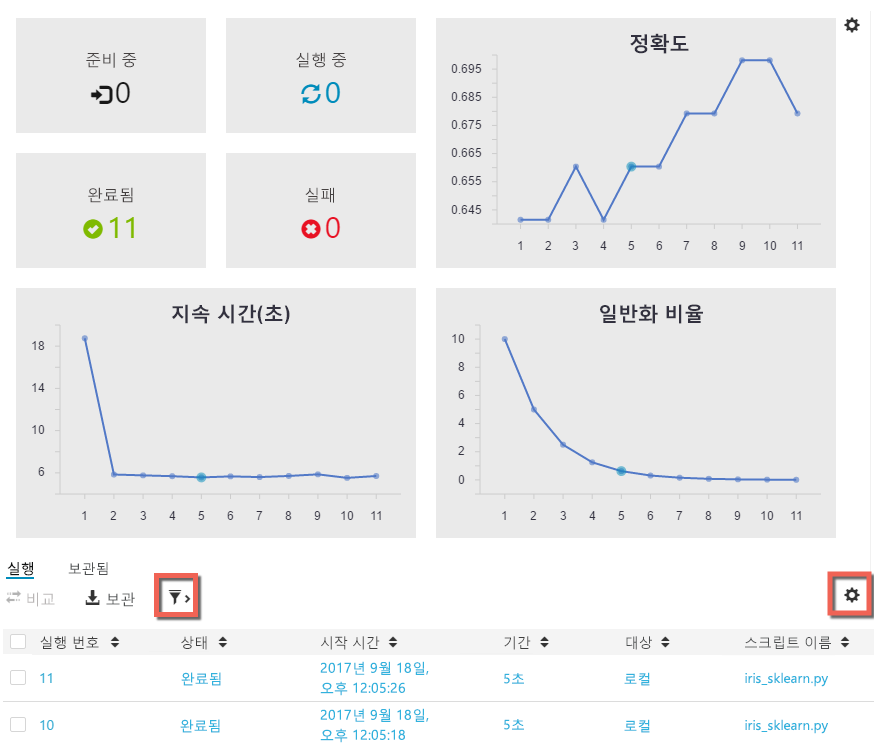 준비 중
0
실행 중
0
완료됨
11
실패
0
정확도
0.695
0.685
0.675
0.665
0.655
0.645
1 2 3 4 5 6 7 8 9 10 11
지속 시간(초)
18
14
10
6
1 2 3 4 5 6 7 8 9 10 11
일반화 비율
10
8
6
4
2
0
1 2 3 4 5 6 7 8 9 10 11
실행 보관됨
비교 보관
실행 번호 상태 시작 시간 기간 대상 스크립트 이름
11 완료됨 2017년 9월 18일, 5초 로컬 iris_sklearn.py
오후 12:05:26
10 완료됨 2017년 9월 18일, 5초 로컬 iris_sklearn.py
오후 12:05:18